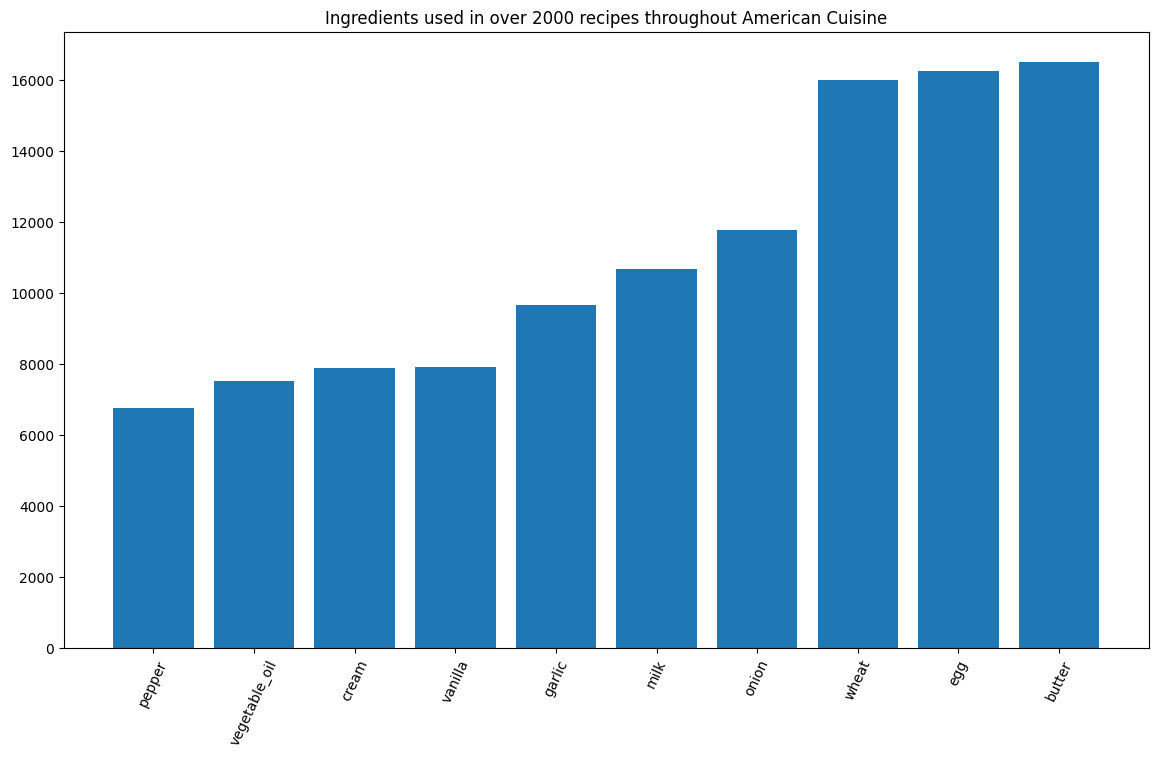 Ingredients used in over 2000 recipes throughout American Cuisine
16000
14000
12000
10000
8000
6000
4000
2000
0
pepper
vegetable_oil
cream
vanilla
garlic
milk
onion
wheat
egg
butter